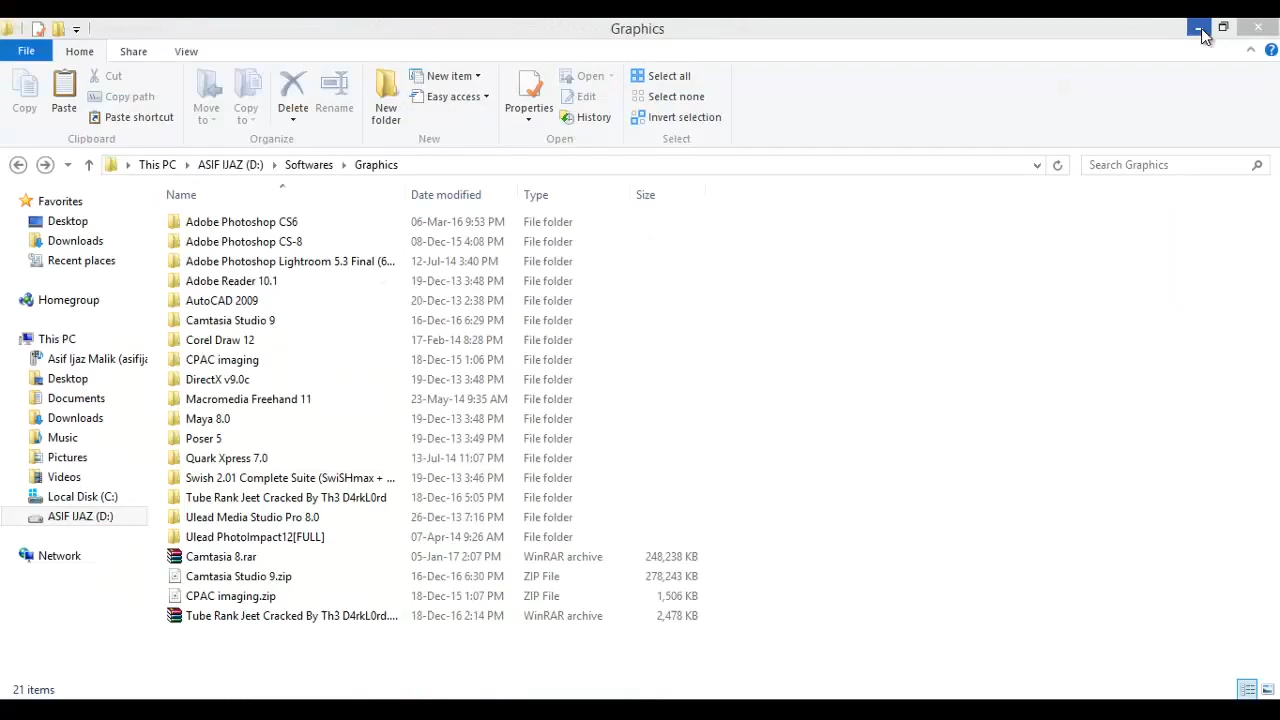 Graphics
File Home Share View
Copy Paste Cut Copy path Paste shortcut Move to Copy to Delete Rename New folder New item Easy access Properties Open Edit History Select all Select none Invert selection
Clipboard Organize New Open Select
This PC ASIF IJAZ (D:) Softwares Graphics Search Graphics
Favorites
Desktop
Downloads
Recent places
Homegroup
This PC
Asif Ijaz Malik (asifija
Desktop
Documents
Downloads
Music
Pictures
Videos
Local Disk (C:)
ASIF IJAZ (D:)
Network
Name Date modified Type Size
Adobe Photoshop CS6 06-Mar-16 9:53 PM File folder
Adobe Photoshop CS-8 08-Dec-15 4:08 PM File folder
Adobe Photoshop Lightroom 5.3 Final (6... 12-Jul-14 3:40 PM File folder
Adobe Reader 10.1 19-Dec-13 3:48 PM File folder
AutoCAD 2009 20-Dec-13 2:38 PM File folder
Camtasia Studio 9 16-Dec-16 6:29 PM File folder
Corel Draw 12 17-Feb-14 8:28 PM File folder
CPAC imaging 18-Dec-15 1:06 PM File folder
DirectX v9.0c 19-Dec-13 3:48 PM File folder
Macromedia Freehand 11 23-May-14 9:35 AM File folder
Maya 8.0 19-Dec-13 3:48 PM File folder
Poser 5 19-Dec-13 3:49 PM File folder
Quark Xpress 7.0 13-Jul-14 11:07 PM File folder
Swish 2.01 Complete Suite (SwiSHmax + ... 19-Dec-13 3:46 PM File folder
Tube Rank Jeet Cracked By Th3 D4rkL0rd 18-Dec-16 5:05 PM File folder
Ulead Media Studio Pro 8.0 26-Dec-13 7:16 PM File folder
Ulead PhotoImpact12[FULL] 07-Apr-14 9:26 AM File folder
Camtasia 8.rar 05-Jan-17 2:07 PM WinRAR archive 248,238 KB
Camtasia Studio 9.zip 16-Dec-16 6:30 PM ZIP File 278,243 KB
CPAC imaging.zip 18-Dec-15 1:07 PM ZIP File 1,506 KB
Tube Rank Jeet Cracked By Th3 D4rkL0rd.... 18-Dec-16 2:14 PM WinRAR archive 2,478 KB
21 items